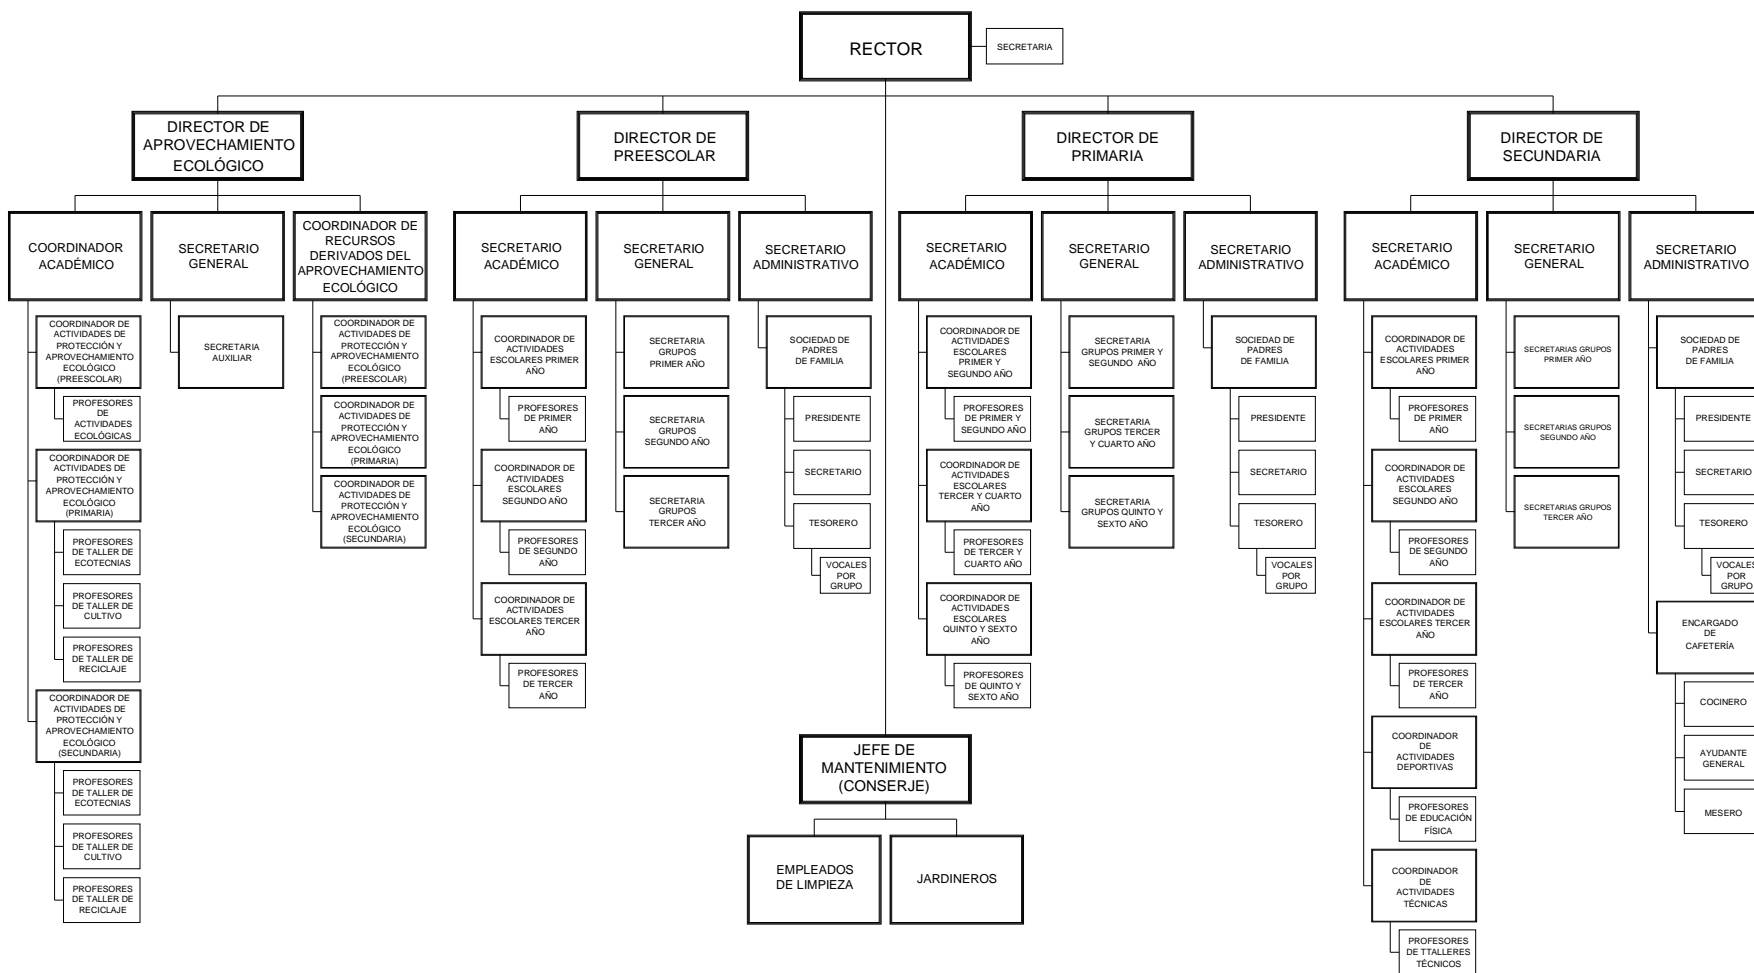 RECTOR
SECRETARIA
DIRECTOR DE
APROVECHAMIENTO
ECOLÓGICO
DIRECTOR DE
PREESCOLAR
DIRECTOR DE
PRIMARIA
DIRECTOR DE
SECUNDARIA
COORDINADOR
ACADÉMICO
SECRETARIO
GENERAL
COORDINADOR DE
RECURSOS
DERIVADOS DEL
APROVECHAMIENTO
ECOLÓGICO
SECRETARIO
ACADÉMICO
SECRETARIO
GENERAL
SECRETARIO
ADMINISTRATIVO
SECRETARIO
ACADÉMICO
SECRETARIO
GENERAL
SECRETARIO
ADMINISTRATIVO
SECRETARIO
ACADÉMICO
SECRETARIO
GENERAL
SECRETARIO
ADMINISTRATIVO
COORDINADOR DE
ACTIVIDADES DE
PROTECCIÓN Y
APROVECHAMIENTO
ECOLÓGICO
(PREESCOLAR)
PROFESORES
DE
ACTIVIDADES
ECOLÓGICAS
COORDINADOR DE
ACTIVIDADES DE
PROTECCIÓN Y
APROVECHAMIENTO
ECOLÓGICO
(PRIMARIA)
PROFESORES
DE TALLER DE
ECOTECNIAS
PROFESORES
DE TALLER DE
CULTIVO
PROFESORES
DE TALLER DE
RECICLAJE
COORDINADOR DE
ACTIVIDADES DE
PROTECCIÓN Y
APROVECHAMIENTO
ECOLÓGICO
(SECUNDARIA)
PROFESORES
DE TALLER DE
ECOTECNIAS
PROFESORES
DE TALLER DE
CULTIVO
PROFESORES
DE TALLER DE
RECICLAJE
SECRETARIA
AUXILIAR
COORDINADOR DE
ACTIVIDADES DE
PROTECCIÓN Y
APROVECHAMIENTO
ECOLÓGICO
(PREESCOLAR)
COORDINADOR DE
ACTIVIDADES DE
PROTECCIÓN Y
APROVECHAMIENTO
ECOLÓGICO
(PRIMARIA)
COORDINADOR DE
ACTIVIDADES DE
PROTECCIÓN Y
APROVECHAMIENTO
ECOLÓGICO
(SECUNDARIA)
COORDINADOR DE
ACTIVIDADES
ESCOLARES PRIMER
AÑO
PROFESORES
DE PRIMER
AÑO
COORDINADOR DE
ACTIVIDADES
ESCOLARES
SEGUNDO AÑO
PROFESORES
DE SEGUNDO
AÑO
COORDINADOR DE
ACTIVIDADES
ESCOLARES TERCER
AÑO
PROFESORES
DE TERCER
AÑO
SECRETARIA
GRUPOS
PRIMER AÑO
SECRETARIA
GRUPOS
SEGUNDO AÑO
SECRETARIA
GRUPOS
TERCER AÑO
SOCIEDAD DE
PADRES
DE FAMILIA
PRESIDENTE
SECRETARIO
TESORERO
VOCALES
POR
GRUPO
COORDINADOR DE
ACTIVIDADES
ESCOLARES
PRIMER Y
SEGUNDO AÑO
PROFESORES
DE PRIMER Y
SEGUNDO AÑO
COORDINADOR DE
ACTIVIDADES
ESCOLARES
TERCER Y CUARTO
AÑO
PROFESORES
DE TERCER Y
CUARTO AÑO
COORDINADOR DE
ACTIVIDADES
ESCOLARES
QUINTO Y SEXTO
AÑO
PROFESORES
DE QUINTO Y
SEXTO AÑO
SECRETARIA
GRUPOS PRIMER Y
SEGUNDO AÑO
SECRETARIA
GRUPOS TERCER
Y CUARTO AÑO
SECRETARIA
GRUPOS QUINTO Y
SEXTO AÑO
SOCIEDAD DE
PADRES
DE FAMILIA
PRESIDENTE
SECRETARIO
TESORERO
VOCALES
POR
GRUPO
COORDINADOR DE
ACTIVIDADES
ESCOLARES PRIMER
AÑO
PROFESORES
DE PRIMER
AÑO
COORDINADOR DE
ACTIVIDADES
ESCOLARES
SEGUNDO AÑO
PROFESORES
DE SEGUNDO
AÑO
COORDINADOR DE
ACTIVIDADES
ESCOLARES TERCER
AÑO
PROFESORES
DE TERCER
AÑO
COORDINADOR
DE
ACTIVIDADES
DEPORTIVAS
PROFESORES
DE EDUCACIÓN
FÍSICA
COORDINADOR
DE
ACTIVIDADES
TÉCNICAS
PROFESORES
DE TTALLERES
TÉCNICOS
SECRETARIAS GRUPOS
PRIMER AÑO
SECRETARIAS GRUPOS
SEGUNDO AÑO
SECRETARIAS GRUPOS
TERCER AÑO
SOCIEDAD DE
PADRES
DE FAMILIA
PRESIDENTE
SECRETARIO
TESORERO
VOCALES
POR
GRUPO
ENCARGADO
DE
CAFETERÍA
COCINERO
AYUDANTE
GENERAL
MESERO
JEFE DE
MANTENIMIENTO
(CONSERJE)
EMPLEADOS
DE LIMPIEZA
JARDINEROS